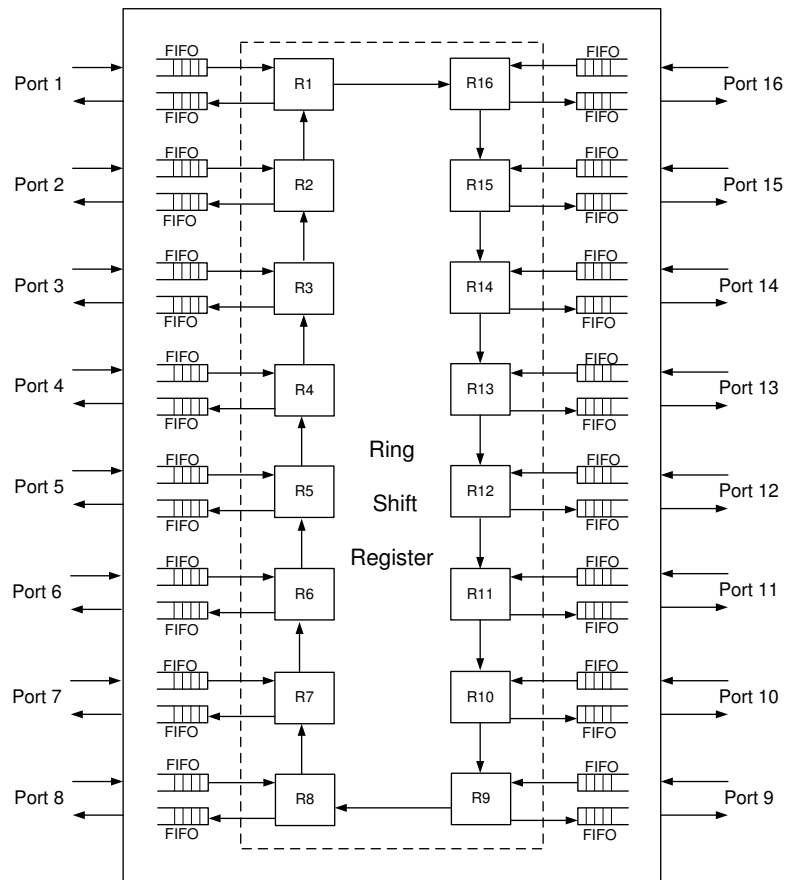 FIFO FIFO
Port 1 R1 R16 Port 16
FIFO FIFO
FIFO FIFO
Port 2 R2 R15 Port 15
FIFO FIFO
FIFO FIFO
Port 3 R3 R14 Port 14
FIFO FIFO
FIFO FIFO
Port 4 R4 R13 Port 13
FIFO FIFO
Ring
FIFO FIFO
Port 5 R5 R12 Port 12
Shift
FIFO FIFO
Register
FIFO FIFO
Port 6 R6 R11 Port 11
FIFO FIFO
FIFO FIFO
Port 7 R7 R10 Port 10
FIFO FIFO
FIFO FIFO
Port 8 R8 R9 Port 9
FIFO FIFO